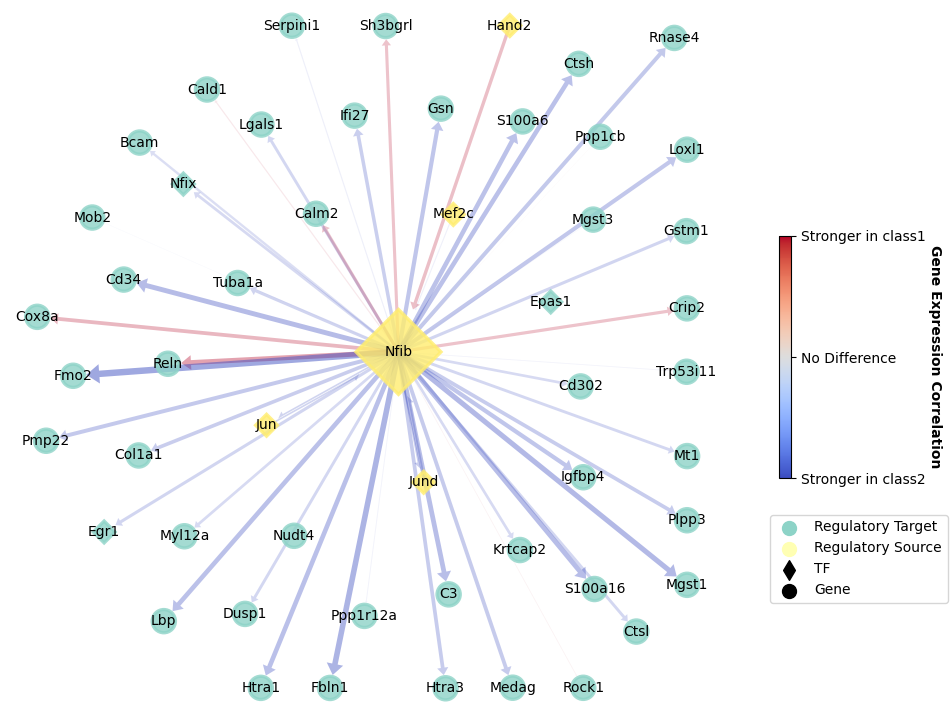 Serpini1
Sh3bgrl
Hand2
Rnase4
Ctsh
Cald1
Lgals1
Ifi27
Gsn
S100a6
Ppp1cb
Bcam
Loxl1
Nfix
Mob2
Calm2
Mef2c
Mgst3
Gstm1
Cd34
Tuba1a
Epas1
Crip2
Cox8a
Nfib
Reln
Fmo2
Trp53i11
Cd302
Pmp22
Col1a1
Jun
Mt1
Jund
Igfbp4
Egr1
Myl12a
Nudt4
Plpp3
Krtcap2
Lbp
Dusp1
Ppp1r12a
C3
S100a16
Mgst1
Ctsl
Htra1
Fbln1
Htra3
Medag
Rock1
Stronger in class1
No Difference
Stronger in class2
Gene Expression Correlation
Regulatory Target
Regulatory Source
TF
Gene